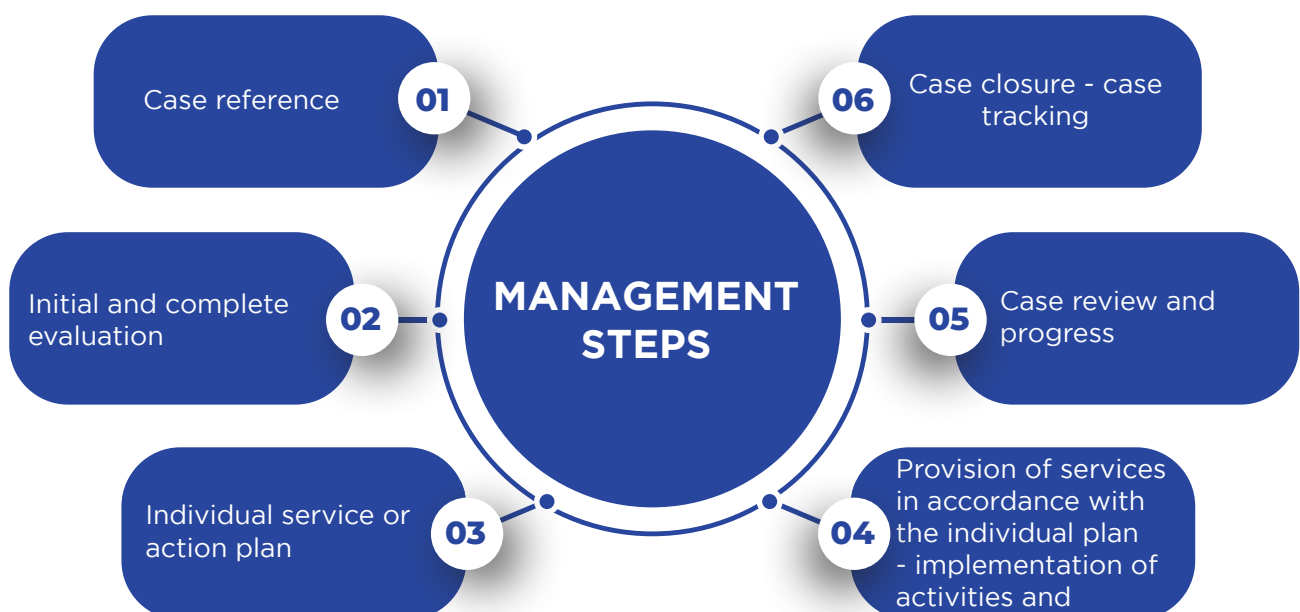 MANAGEMENT
STEPS
01
Case reference
02
Initial and complete
evaluation
03
Individual service or
action plan
04
Provision of services
in accordance with
the individual plan
- implementation of
activities and
05
Case review and
progress
06
Case closure - case
tracking